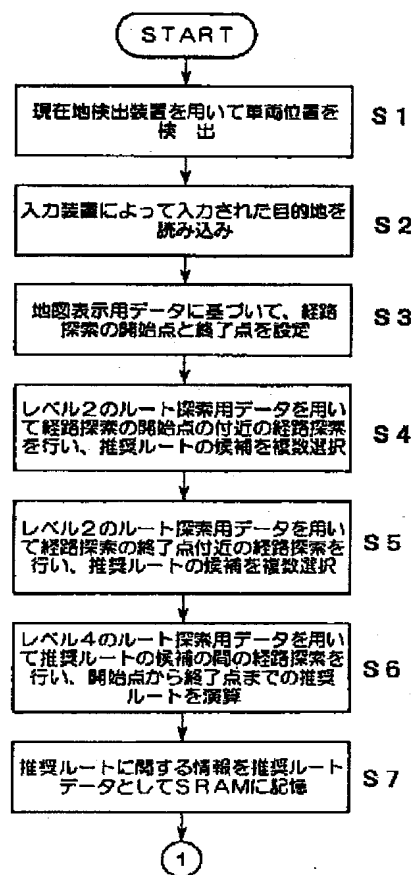 START
現在地検出装置を用いて車両位置を
検 出
S1
入力装置によって入力された目的地を
読み込み
S2
地図表示用データに基づいて、経路
探索の開始点と終了点を設定
S3
レベル2のルート探索用データを用い
て経路探索の開始点の付近の経路探索
を行い、推奨ルートの候補を複数選択
S4
レベル2のルート探索用データを用い
て経路探索の終了点付近の経路探索を
行い、推奨ルートの候補を複数選択
S5
レベル4のルート探索用データを用い
て推奨ルートの候補の間の経路探索を
行い、開始点から終了点までの推奨
ルートを演算
S6
推奨ルートに関する情報を推奨ルート
データとしてSRAMに記憶
S7
1